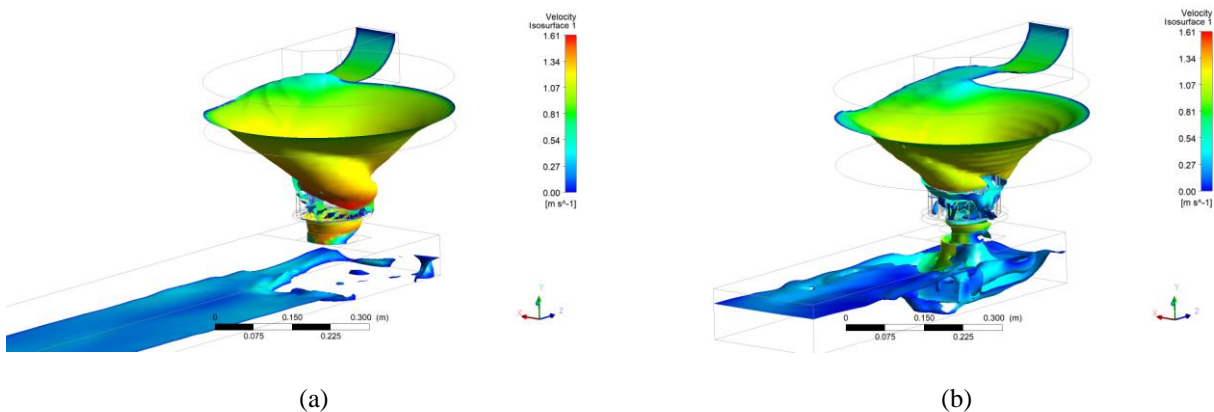 Velocity
Isosurface 1
1.61
1.34
1.07
0.81
0.54
0.27
0.00
[m s^-1]
Y
X
Z
0
0.150
0.300
(m)
0.075
0.225
(a)
Velocity
Isosurface 1
1.61
1.34
1.07
0.81
0.54
0.27
0.00
[m s^-1]
Y
X
Z
0
0.150
0.300
(m)
0.075
0.225
(b)